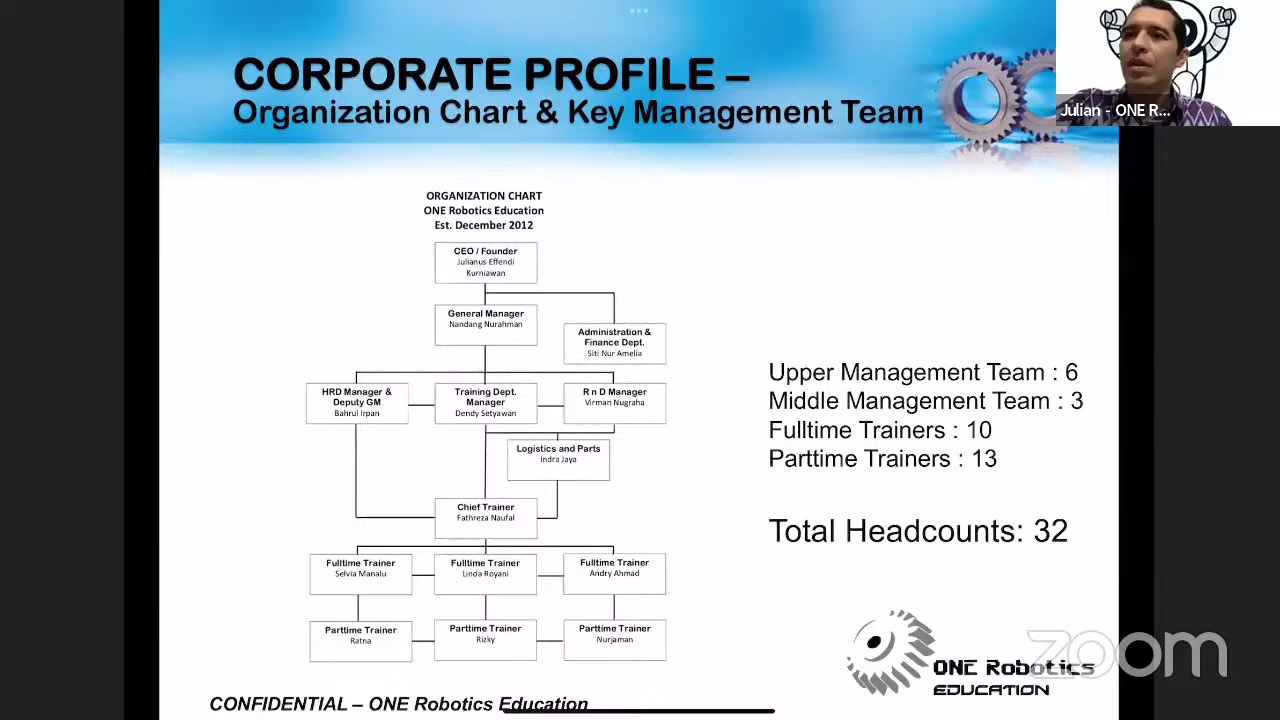 CORPORATE PROFILE –
Organization Chart & Key Management Team
Julian - ONE R...
ORGANIZATION CHART
ONE Robotics Education
Est. December 2012
CEO / Founder
Julianus Effendi
Kurniawan
General Manager
Nandang Nurahman
Administration &
Finance Dept.
Siti Nur Amelia
HRD Manager &
Deputy GM
Bahrul Irpan
Training Dept.
Manager
Dendy Setyawan
R n D Manager
Virman Nugraha
Logistics and Parts
Indra Jaya
Chief Trainer
Fathreza Naufal
Fulltime Trainer
Selvia Manalu
Fulltime Trainer
Linda Royani
Fulltime Trainer
Andry Ahmad
Parttime Trainer
Ratna
Parttime Trainer
Rizky
Parttime Trainer
Nurjaman
Upper Management Team : 6
Middle Management Team : 3
Fulltime Trainers : 10
Parttime Trainers : 13
Total Headcounts: 32
ONE Robotics
EDUCATION
zoom
CONFIDENTIAL – ONE Robotics Education